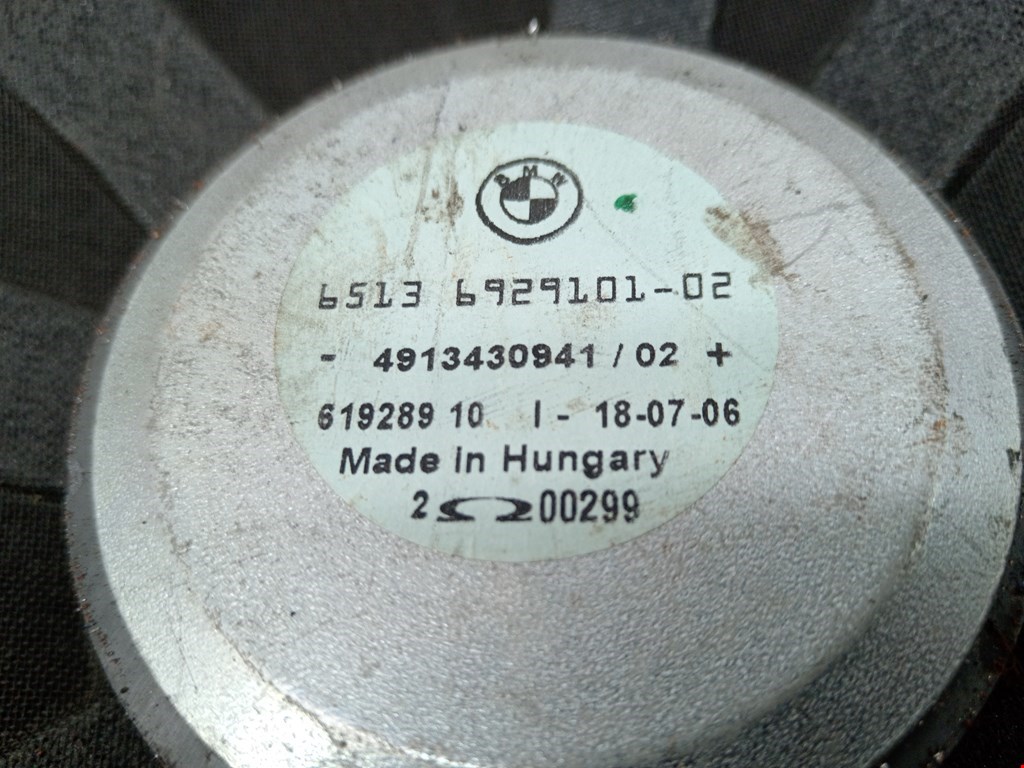 BMW
6513 6929101-02
- 4913430941 / 02 +
619289 10 I - 18-07-06
Made in Hungary
2 Ω 00299